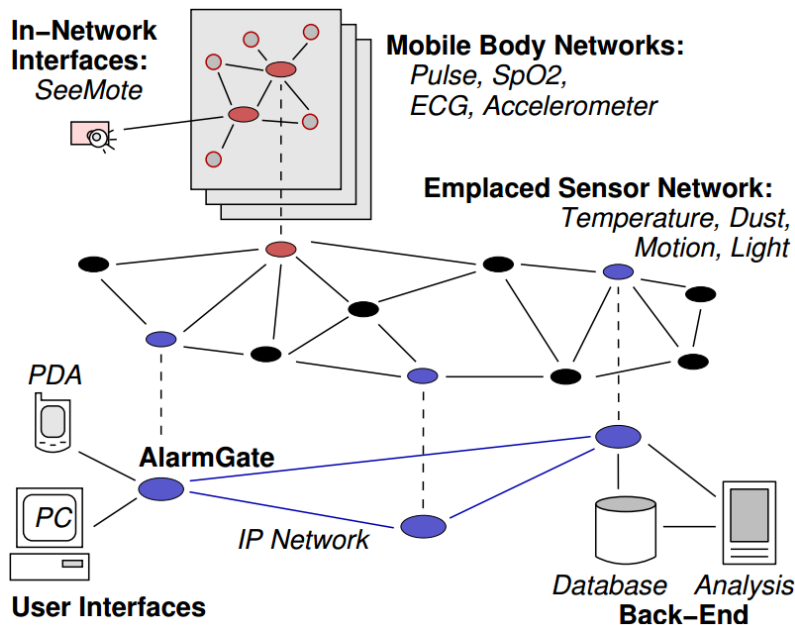 In−Network
Interfaces:
SeeMote
Mobile Body Networks:
Pulse, SpO2,
ECG, Accelerometer
Emplaced Sensor Network:
Temperature, Dust,
Motion, Light
PDA
AlarmGate
PC
IP Network
User Interfaces
Database
Analysis
Back−End